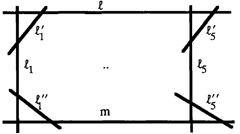 ℓ
ℓ₁′ ℓ₅′
ℓ₁ .. ℓ₅
ℓ₁″ ℓ₅″
m